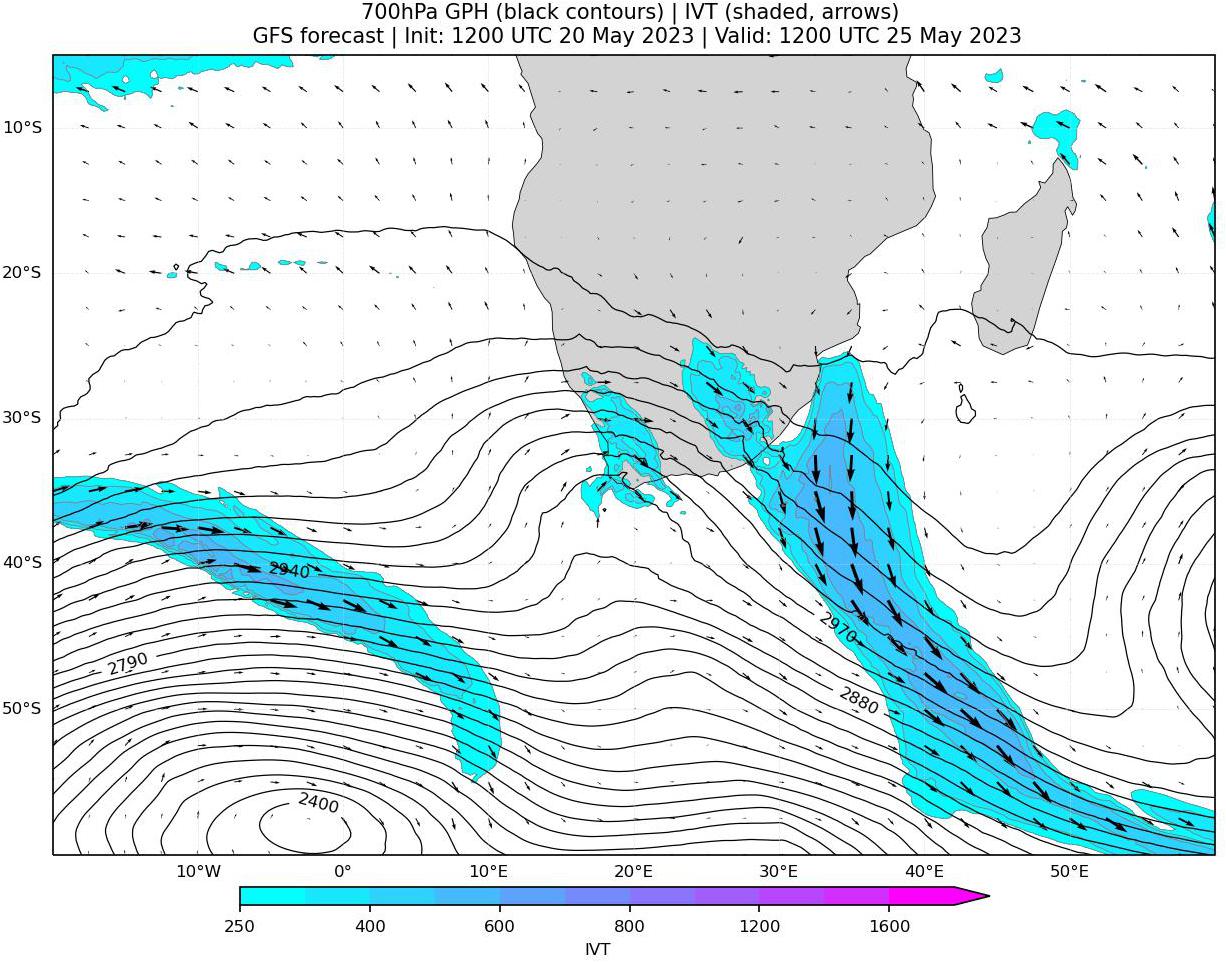 700hPa GPH (black contours) | IVT (shaded, arrows)
GFS forecast | Init: 1200 UTC 20 May 2023 | Valid: 1200 UTC 25 May 2023
10°S
20°S
30°S
40°S
50°S
2940
2970
2790
2880
2400
10°W 0° 10°E 20°E 30°E 40°E 50°E
250 400 600 800 1200 1600
IVT